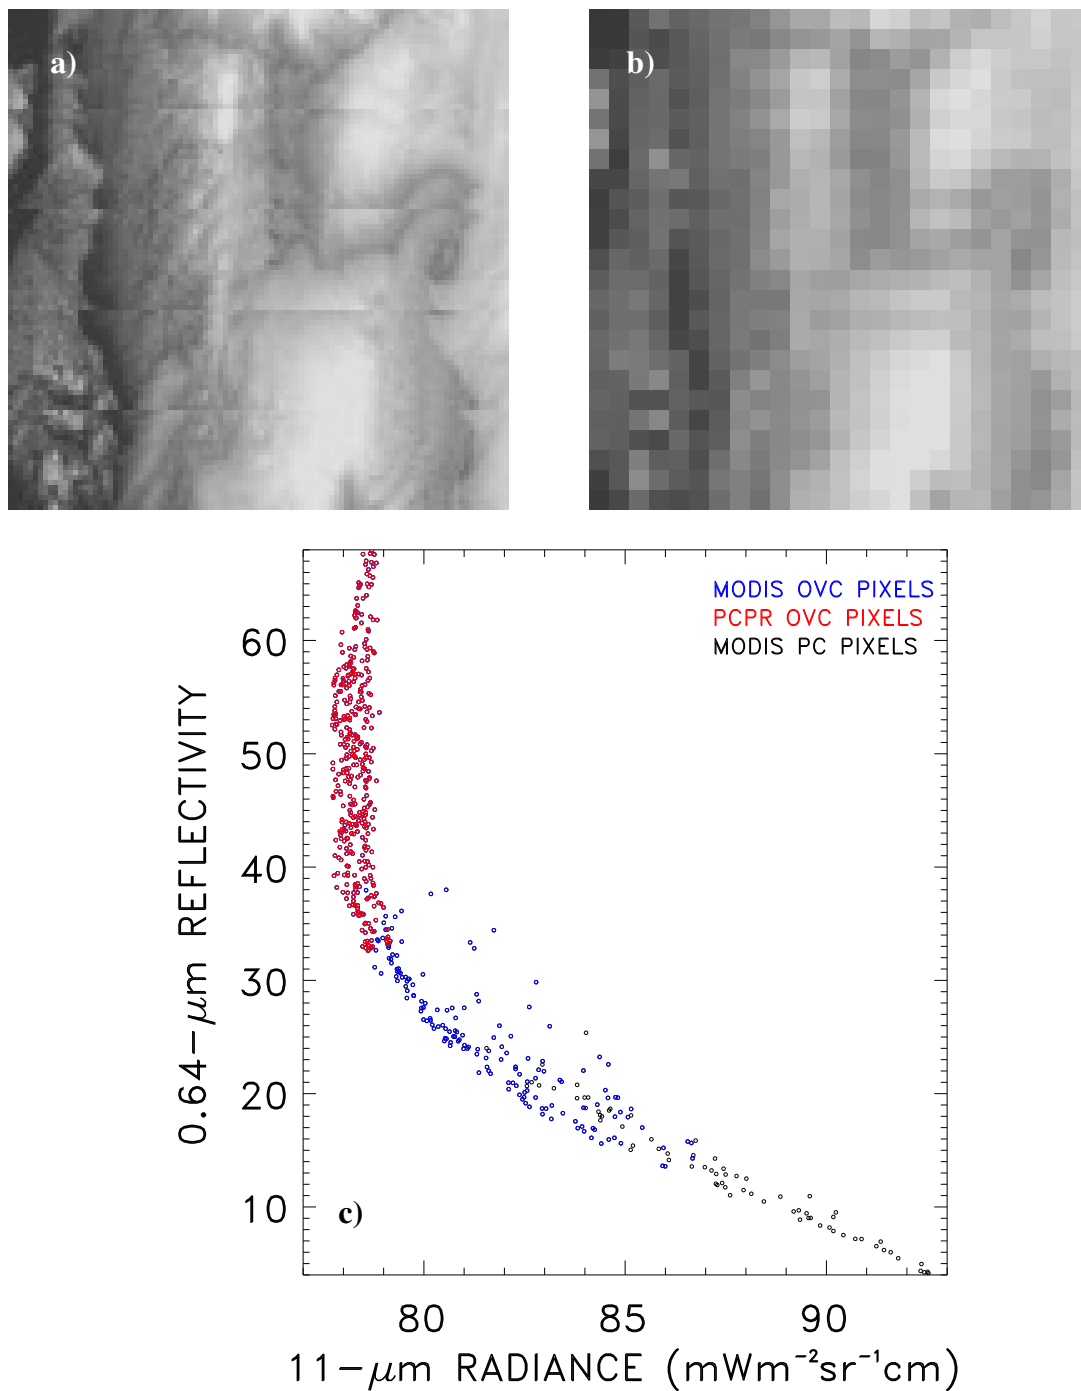 a)
b)
MODIS OVC PIXELS
PCPR OVC PIXELS
MODIS PC PIXELS
60
50
40
30
20
10
0.64-μm REFLECTIVITY
c)
80 85 90
11-μm RADIANCE (mWm⁻²sr⁻¹cm)